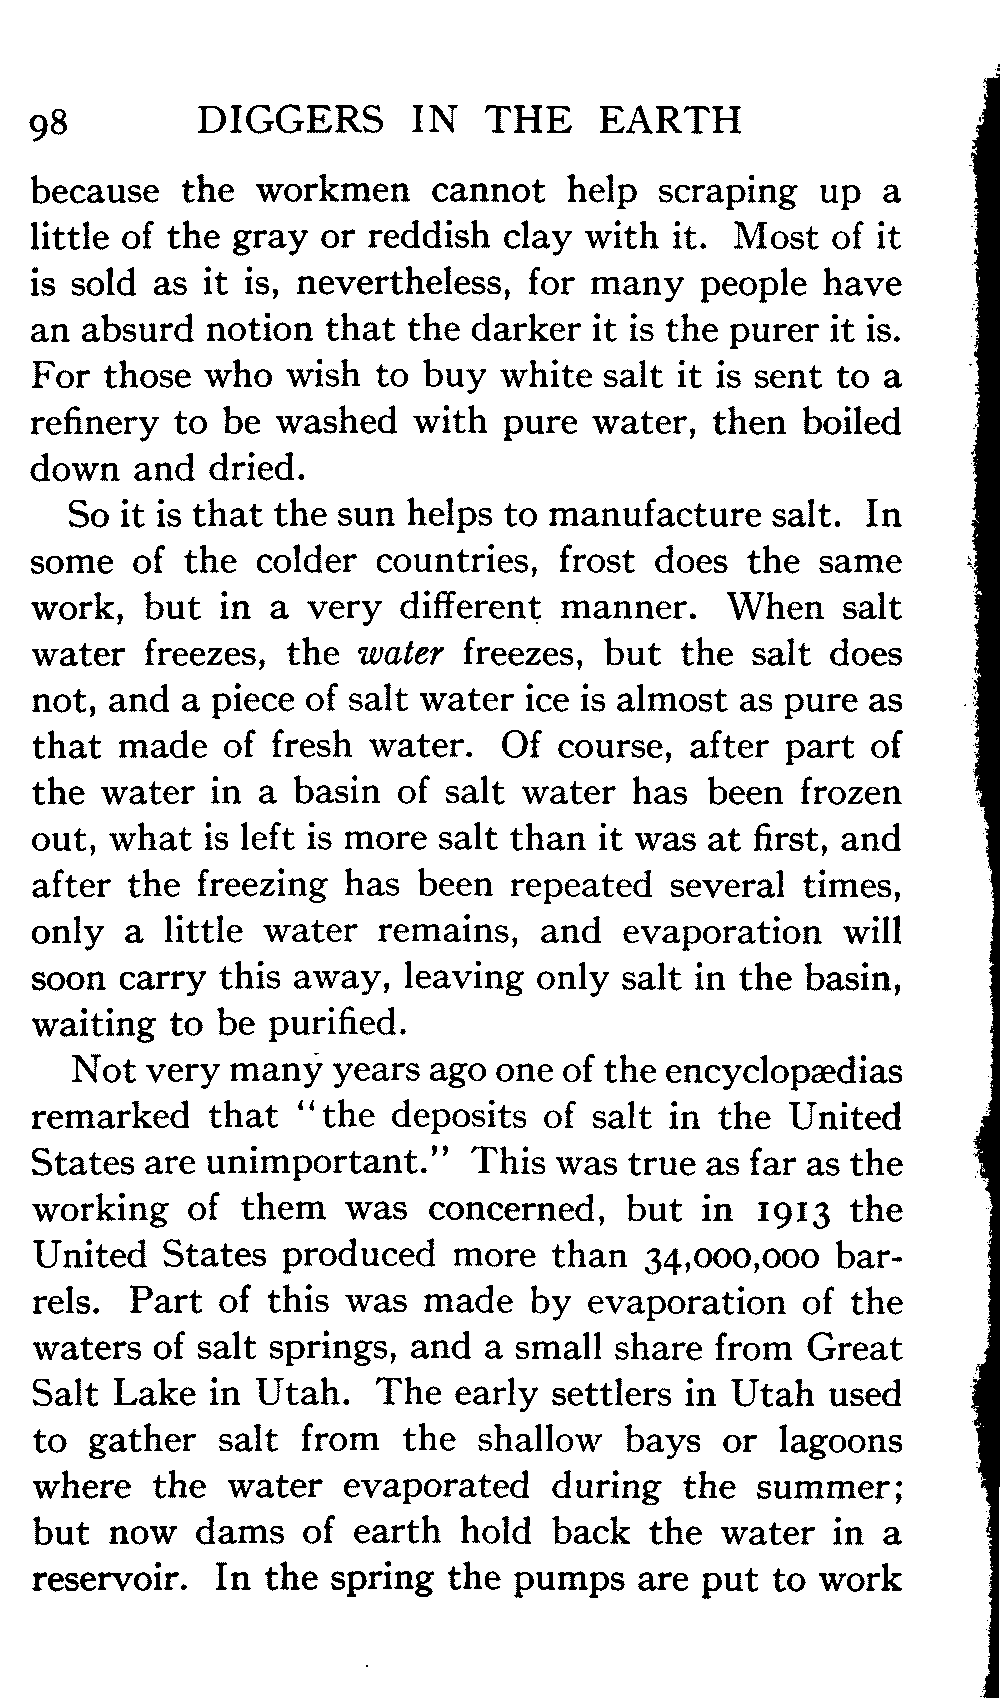 98 DIGGERS IN THE EARTH
because the workmen cannot help scraping up a
little of the gray or reddish clay with it. Most of it
is sold as it is, nevertheless, for many people have
an absurd notion that the darker it is the purer it is.
For those who wish to buy white salt it is sent to a
refinery to be washed with pure water, then boiled
down and dried.
So it is that the sun helps to manufacture salt. In
some of the colder countries, frost does the same
work, but in a very different manner. When salt
water freezes, the water freezes, but the salt does
not, and a piece of salt water ice is almost as pure as
that made of fresh water. Of course, after part of
the water in a basin of salt water has been frozen
out, what is left is more salt than it was at first, and
after the freezing has been repeated several times,
only a little water remains, and evaporation will
soon carry this away, leaving only salt in the basin,
waiting to be purified.
Not very many years ago one of the encyclopædias
remarked that "the deposits of salt in the United
States are unimportant." This was true as far as the
working of them was concerned, but in 1913 the
United States produced more than 34,000,000 bar-
rels. Part of this was made by evaporation of the
waters of salt springs, and a small share from Great
Salt Lake in Utah. The early settlers in Utah used
to gather salt from the shallow bays or lagoons
where the water evaporated during the summer;
but now dams of earth hold back the water in a
reservoir. In the spring the pumps are put to work